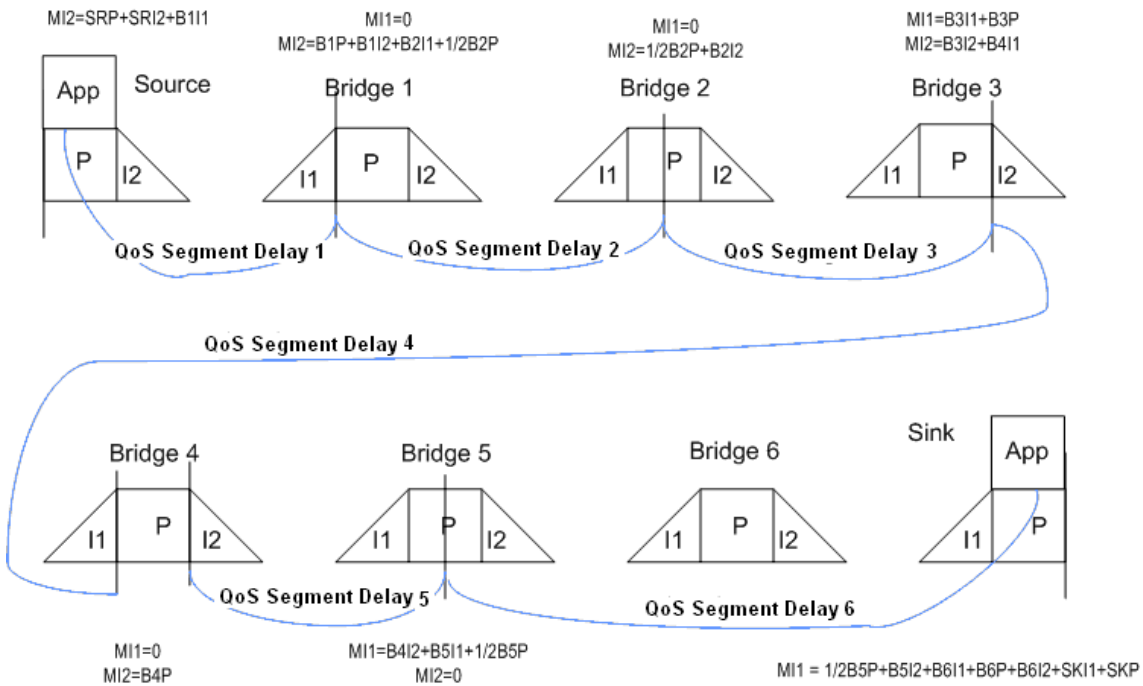 MI2=SRP+SRI2+B1I1
MI1=0
MI2=B1P+B1I2+B2I1+1/2B2P
MI1=0
MI2=1/2B2P+B2I2
MI1=B3I1+B3P
MI2=B3I2+B4I1
App
Source
Bridge 1
Bridge 2
Bridge 3
P
I2
I1
P
I2
I1
P
I2
I1
P
I2
QoS Segment Delay 1
QoS Segment Delay 2
QoS Segment Delay 3
QoS Segment Delay 4
Bridge 4
Bridge 5
Bridge 6
Sink
App
I1
P
I2
I1
P
I2
I1
P
I2
I1
P
QoS Segment Delay 5
QoS Segment Delay 6
MI1=0
MI2=B4P
MI1=B4I2+B5I1+1/2B5P
MI2=0
MI1 = 1/2B5P+B5I2+B6I1+B6P+B6I2+SKI1+SKP